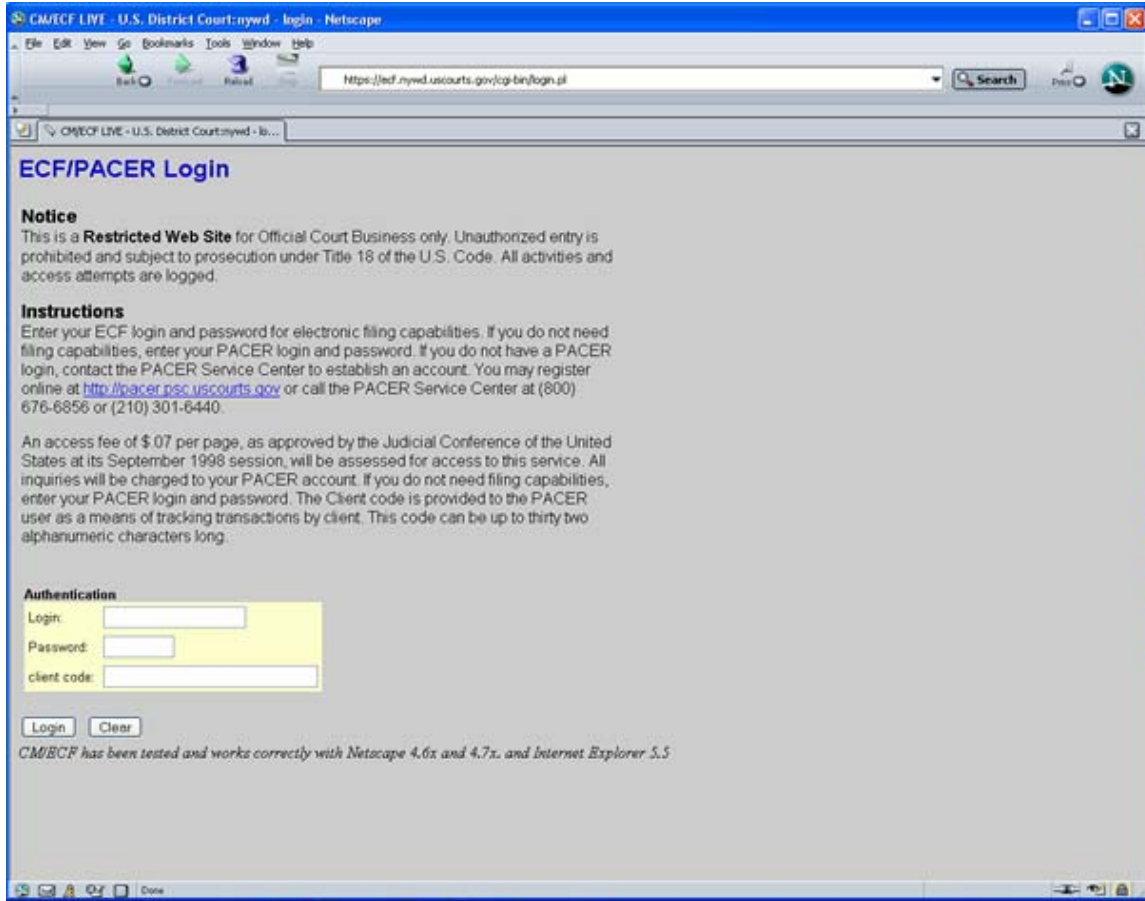 CM/ECF LIVE - U.S. District Court:nywd - login - Netscape
File Edit View Go Bookmarks Tools Window Help
Back Reload
https://ecf.nywd.uscourts.gov/cgi-bin/login.pl
Search
Print
N
CM/ECF LIVE - U.S. District Court:nywd - lo...
ECF/PACER Login
Notice
This is a Restricted Web Site for Official Court Business only. Unauthorized entry is
prohibited and subject to prosecution under Title 18 of the U.S. Code. All activities and
access attempts are logged.
Instructions
Enter your ECF login and password for electronic filing capabilities. If you do not need
filing capabilities, enter your PACER login and password. If you do not have a PACER
login, contact the PACER Service Center to establish an account. You may register
online at http://pacer.psc.uscourts.gov or call the PACER Service Center at (800)
676-6856 or (210) 301-6440.
An access fee of $.07 per page, as approved by the Judicial Conference of the United
States at its September 1998 session, will be assessed for access to this service. All
inquiries will be charged to your PACER account. If you do not need filing capabilities,
enter your PACER login and password. The Client code is provided to the PACER
user as a means of tracking transactions by client. This code can be up to thirty two
alphanumeric characters long.
Authentication
Login:
Password:
client code:
Login Clear
CM/ECF has been tested and works correctly with Netscape 4.6x and 4.7x. and Internet Explorer 5.5
Done